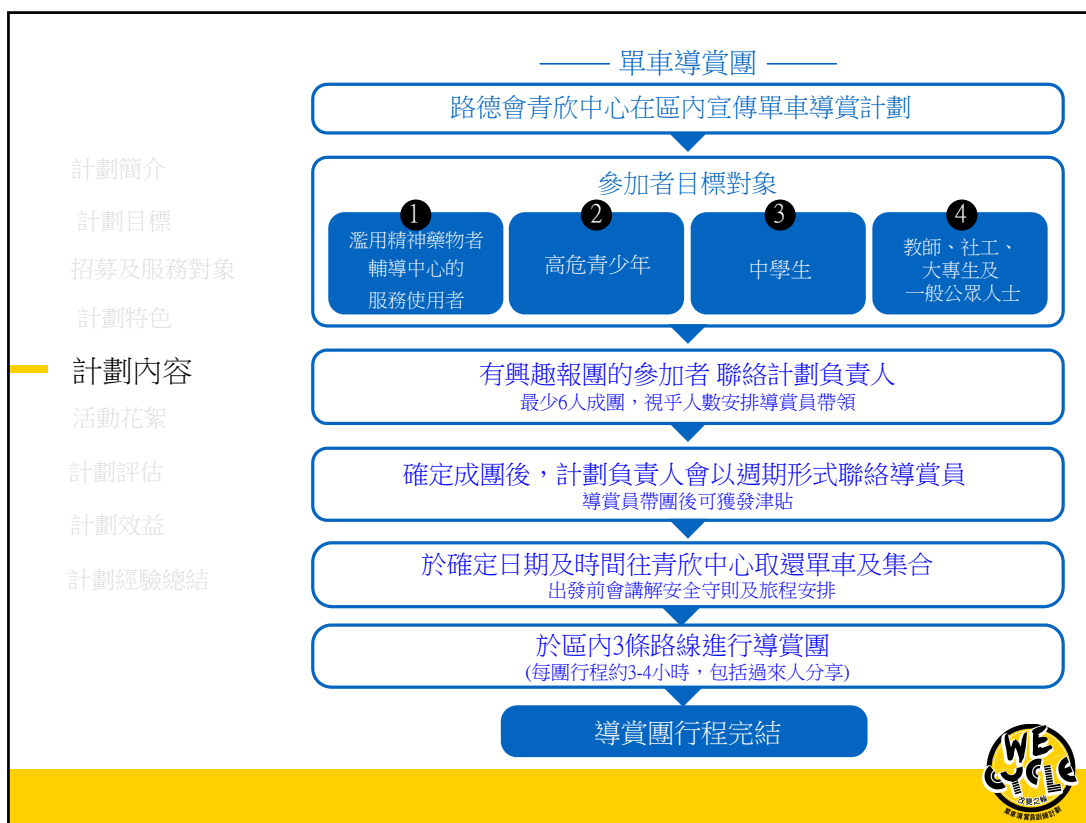 單車導賞團
路德會青欣中心在區內宣傳單車導賞計劃
計劃簡介
計劃目標
招募及服務對象
計劃特色
計劃內容
活動花絮
計劃評估
計劃效益
計劃經驗總結
參加者目標對象
1
濫用精神藥物者
輔導中心的
服務使用者
2
高危青少年
3
中學生
4
教師、社工、
大專生及
一般公眾人士
有興趣報團的參加者 聯絡計劃負責人
最少6人成團，視乎人數安排導賞員帶領
確定成團後，計劃負責人會以週期形式聯絡導賞員
導賞員帶團後可獲發津貼
於確定日期及時間往青欣中心取還單車及集合
出發前會講解安全守則及旅程安排
於區內3條路線進行導賞團
(每團行程約3-4小時，包括過來人分享)
導賞團行程完結
WE
CYCLE
改變之輪
單車導賞員訓練計劃